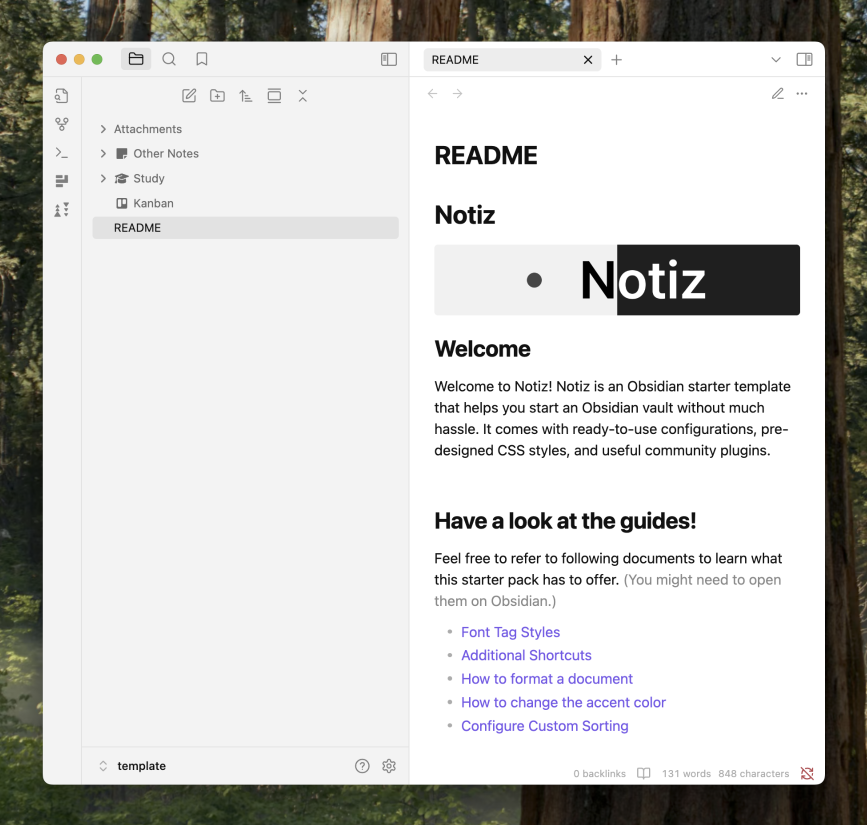 README
Attachments
Other Notes
Study
Kanban
README
template
README
Notiz
Notiz
Welcome
Welcome to Notiz! Notiz is an Obsidian starter template
that helps you start an Obsidian vault without much
hassle. It comes with ready-to-use configurations, pre-
designed CSS styles, and useful community plugins.
Have a look at the guides!
Feel free to refer to following documents to learn what
this starter pack has to offer. (You might need to open
them on Obsidian.)
• Font Tag Styles
• Additional Shortcuts
• How to format a document
• How to change the accent color
• Configure Custom Sorting
0 backlinks 131 words 848 characters